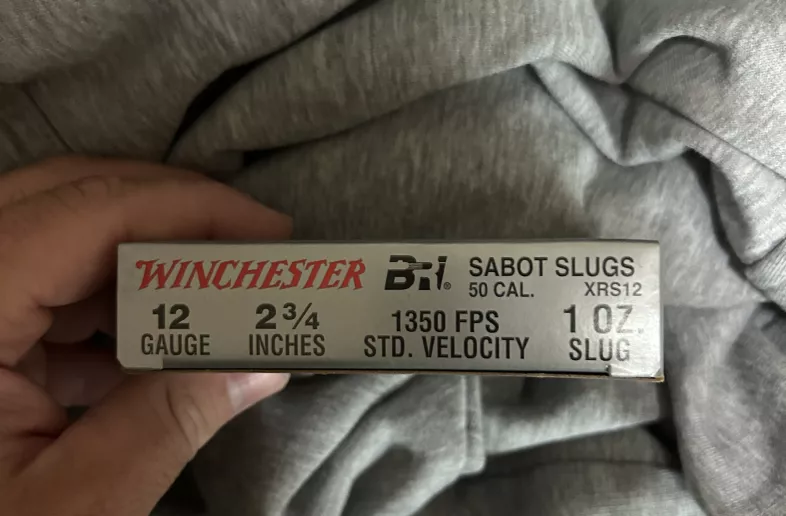 WINCHESTER BRI® SABOT SLUGS
50 CAL. XRS12
12 2 3/4 1350 FPS 1 OZ.
GAUGE INCHES STD. VELOCITY SLUG